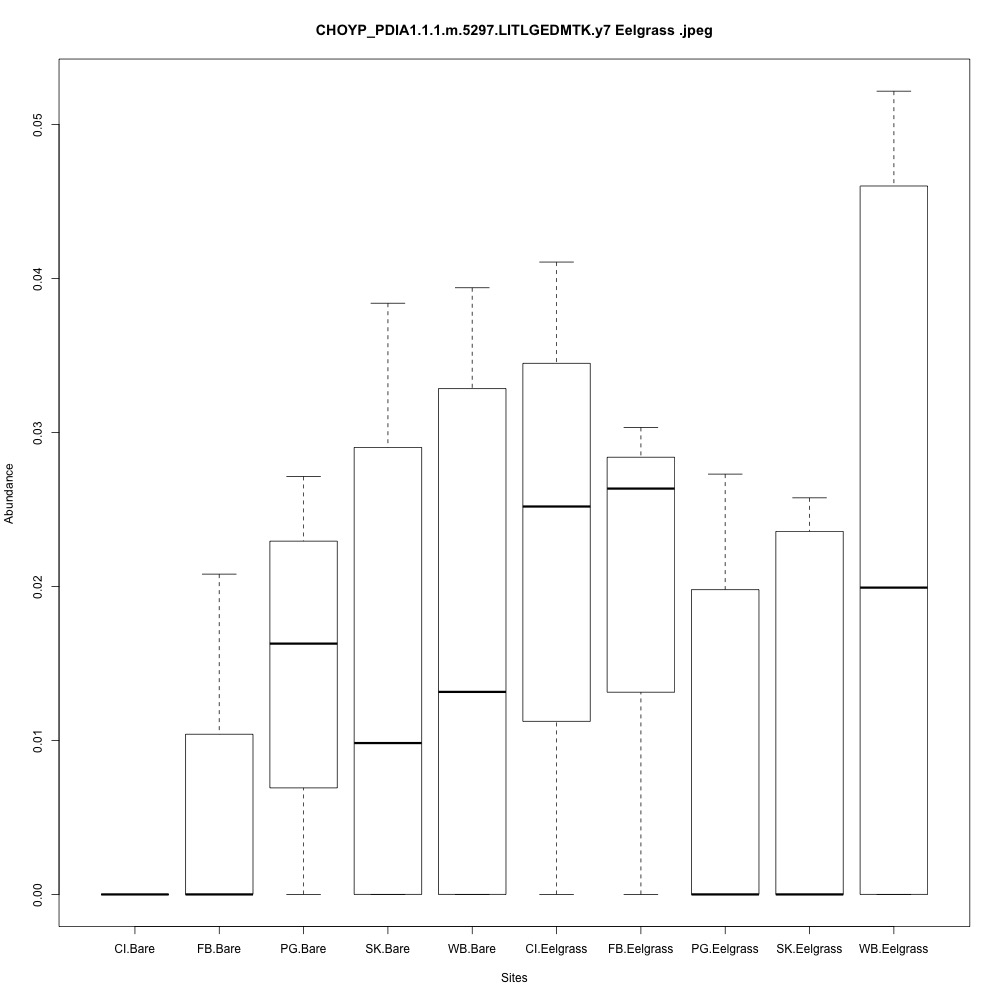 CHOYP_PDIA1.1.1.m.5297.LITLGEDMTK.y7 Eelgrass .jpeg
0.05
0.04
0.03
0.02
0.01
0.00
Abundance
CI.Bare FB.Bare PG.Bare SK.Bare WB.Bare CI.Eelgrass FB.Eelgrass PG.Eelgrass SK.Eelgrass WB.Eelgrass
Sites